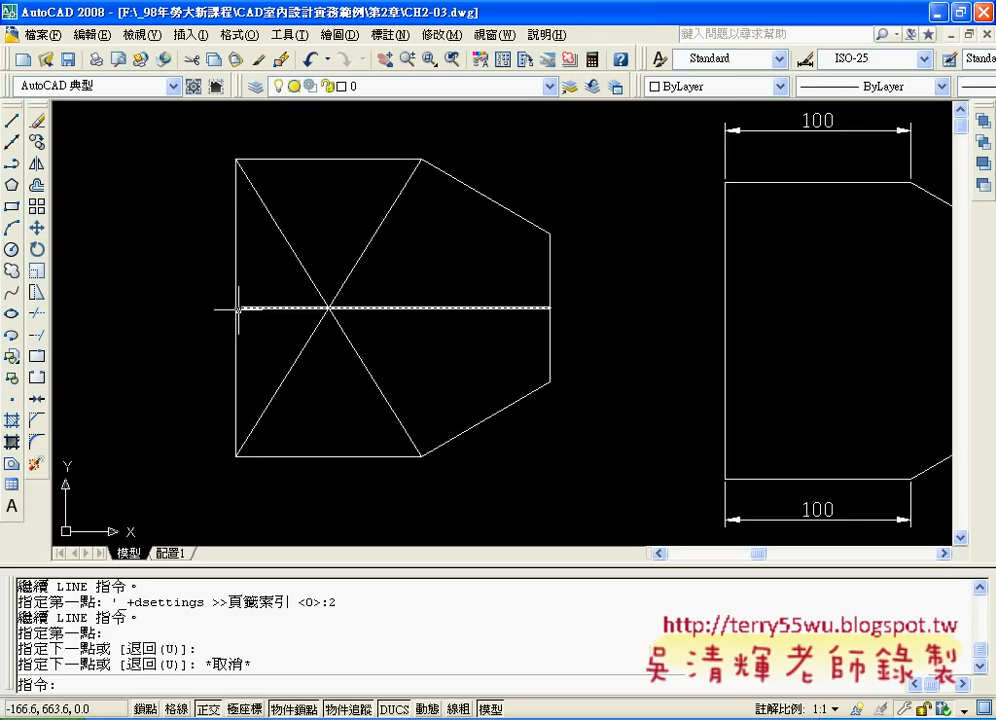 AutoCAD 2008 - [F:\_98年勞大新課程\CAD室內設計實務範例\第2章\CH2-03.dwg]
檔案(F) 編輯(E) 檢視(V) 插入(I) 格式(O) 工具(T) 繪圖(D) 標註(N) 修改(M) 視窗(W) 說明(H) 鍵入問題以尋求幫助
Standard ISO-25 Standa
AutoCAD 典型 0 ByLayer ByLayer
100
100
Y
X
A
模型 配置1
繼續 LINE 指令。
指定第一點: '_+dsettings >>頁籤索引 <0>:2
繼續 LINE 指令。
指定第一點:
指定下一點或 [退回(U)]:
指定下一點或 [退回(U)]: *取消*
指令:
http://terry55wu.blogspot.tw
吳清輝老師錄製
-166.6, 663.6, 0.0 鎖點 格線 正交 極座標 物件鎖點 物件追蹤 DUCS 動態 線粗 模型 註解比例: 1:1